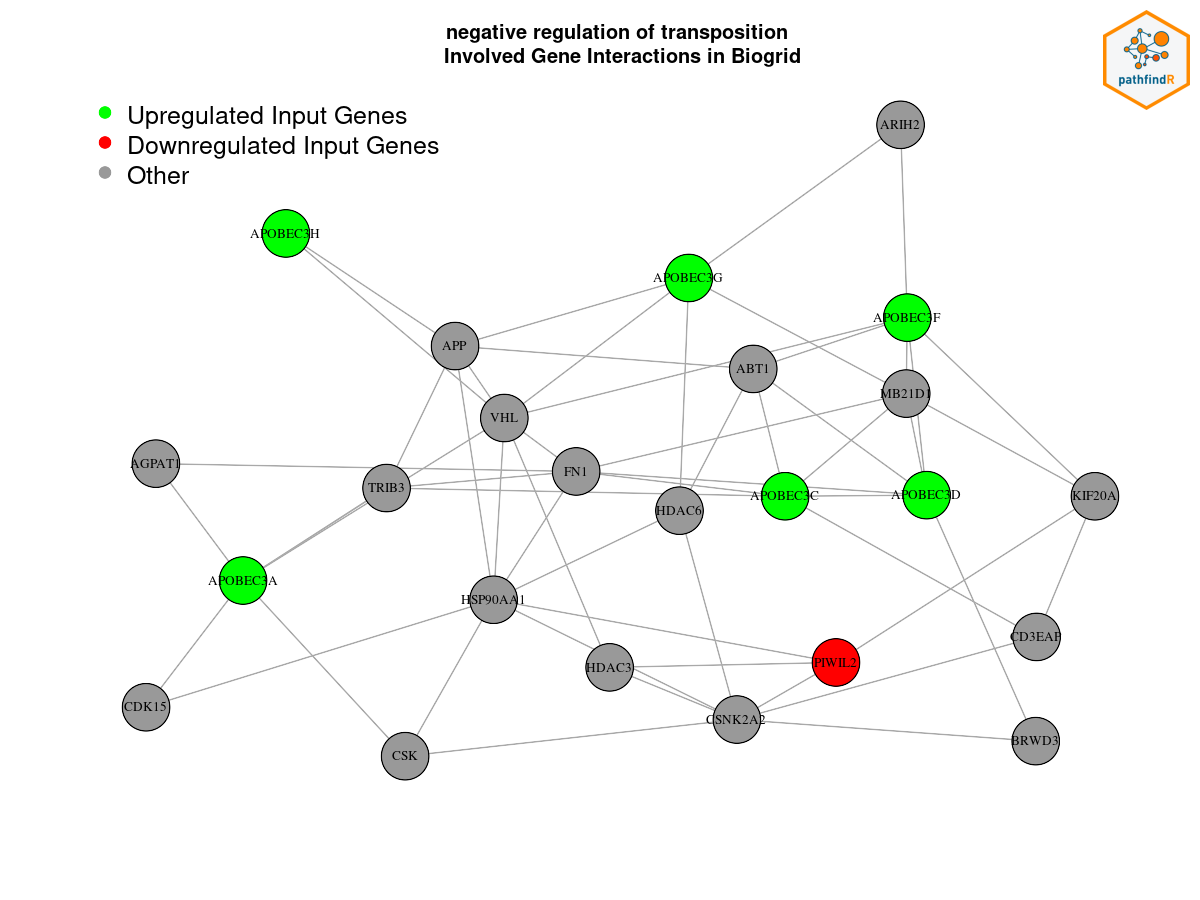 negative regulation of transposition
Involved Gene Interactions in Biogrid
pathfindR
Upregulated Input Genes
Downregulated Input Genes
Other
ARIH2
APOBEC3H
APOBEC3G
APOBEC3F
APP
ABT1
MB21D1
VHL
AGPAT1
FN1
TRIB3
HDAC6
APOBEC3C
APOBEC3D
KIF20A
APOBEC3A
HSP90AA1
CD3EAP
HDAC3
PIWIL2
CDK15
CSNK2A2
BRWD3
CSK